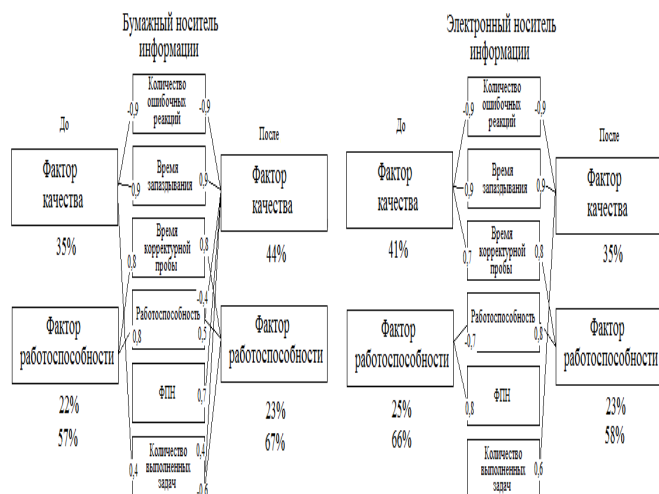 Бумажный носитель
информации
До
После
Количество
ошибочных
реакций
-0,9
-0,9
Фактор
качества
35%
Время
запаздывания
0,9
0,9
Фактор
качества
44%
Время
корректурной
пробы
0,8
0,8
Работоспособность
0,8
-0,4
0,5
Фактор
работоспособности
22%
57%
ФПН
0,7
Фактор
работоспособности
23%
67%
Количество
выполненных
задач
0,4
0,4
-0,6
Электронный носитель
информации
До
После
Количество
ошибочных
реакций
-0,9
-0,9
Фактор
качества
41%
Время
запаздывания
0,9
0,9
Фактор
качества
35%
Время
корректурной
пробы
0,7
0,8
Работоспособность
-0,7
0,8
Фактор
работоспособности
25%
66%
ФПН
0,8
Фактор
работоспособности
23%
58%
Количество
выполненных
задач
0,6